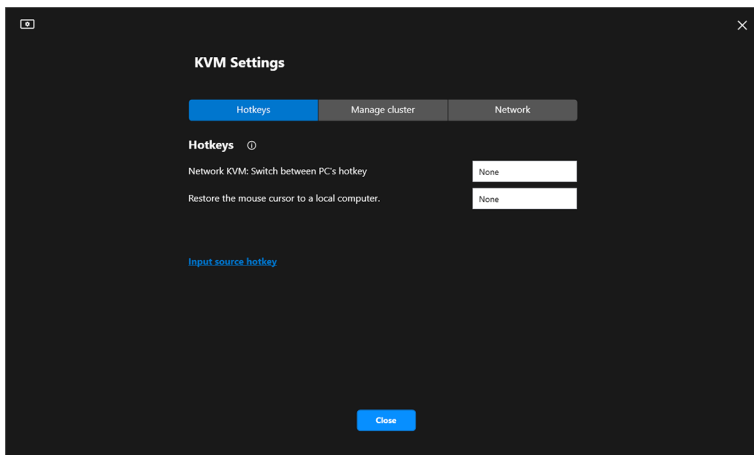 KVM Settings
Hotkeys
Manage cluster
Network
Hotkeys
Network KVM: Switch between PC's hotkey
None
Restore the mouse cursor to a local computer.
None
Input source hotkey
Close